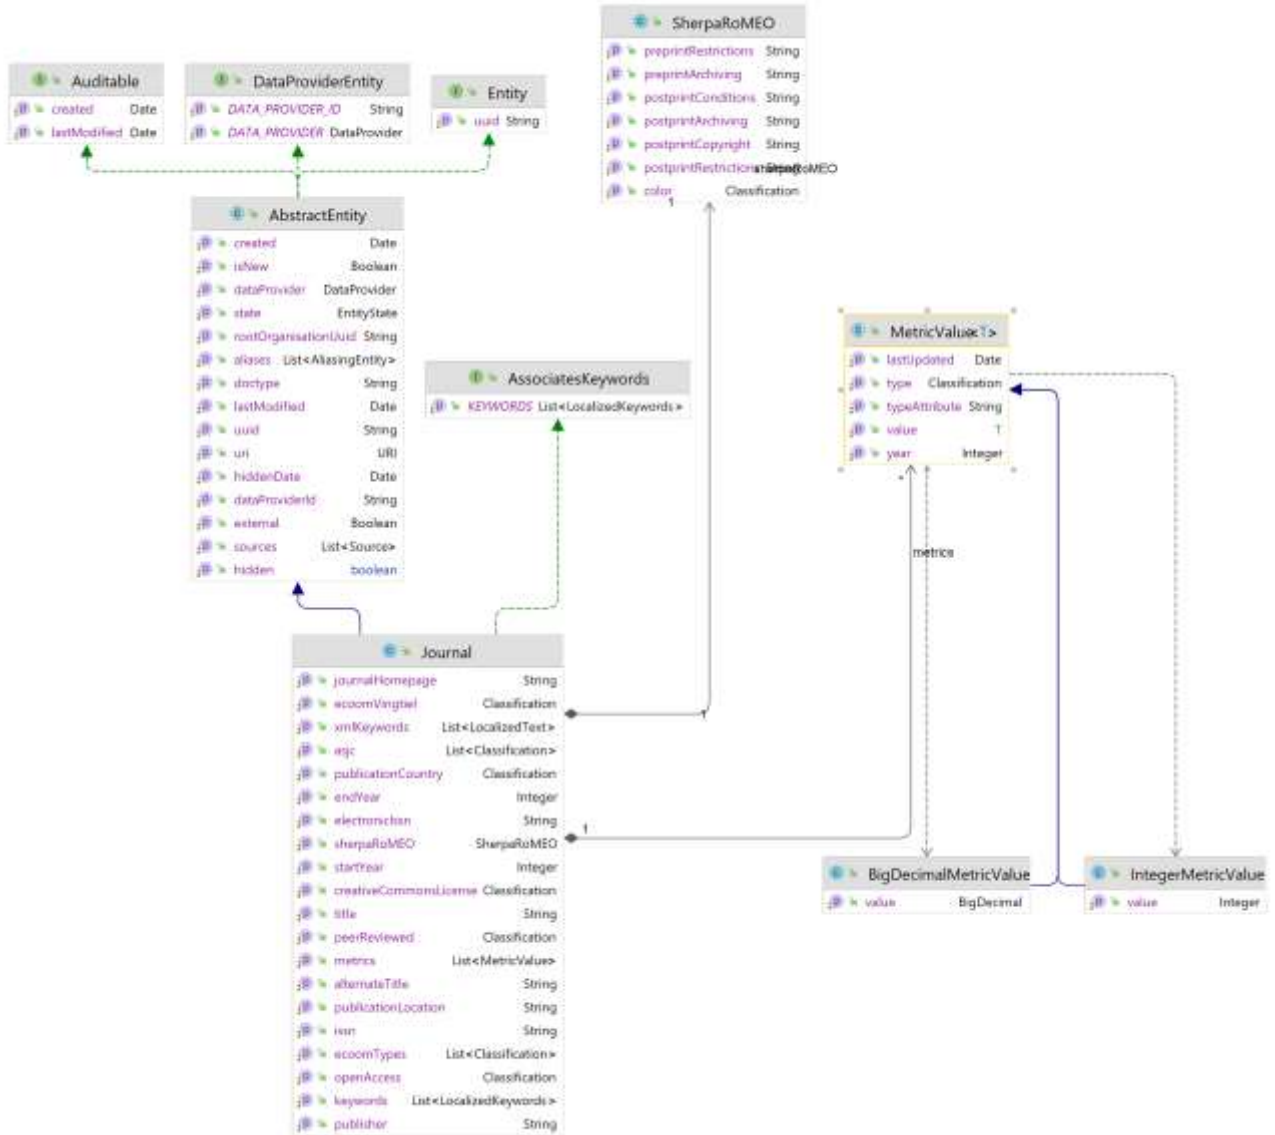 SherpaRoMEO
preprintRestrictions String
preprintArchiving String
postprintConditions String
postprintArchiving String
postprintCopyright String
postprintRestrictions String
sherpaRoMEO
color Classification
1
Auditable
created Date
lastModified Date
DataProviderEntity
DATA_PROVIDER_ID String
DATA_PROVIDER DataProvider
Entity
uuid String
AbstractEntity
created Date
isNew Boolean
dataProvider DataProvider
state EntityState
rootOrganisationUuid String
aliases List<AliasingEntity>
doctype String
lastModified Date
uuid String
uri URI
hiddenDate Date
dataProviderId String
external Boolean
sources List<Source>
hidden boolean
AssociatesKeywords
KEYWORDS List<LocalizedKeywords>
MetricValue<T>
lastUpdated Date
type Classification
typeAttribute String
value T
year Integer
*
metrics
Journal
journalHomepage String
ecoomVingtiel Classification
xmlKeywords List<LocalizedText>
asjc List<Classification>
publicationCountry Classification
endYear Integer
electronicIssn String
sherpaRoMEO SherpaRoMEO
startYear Integer
creativeCommonsLicense Classification
title String
peerReviewed Classification
metrics List<MetricValue>
alternateTitle String
publicationLocation String
issn String
ecoomTypes List<Classification>
openAccess Classification
keywords List<LocalizedKeywords>
publisher String
1
1
BigDecimalMetricValue
value BigDecimal
IntegerMetricValue
value Integer